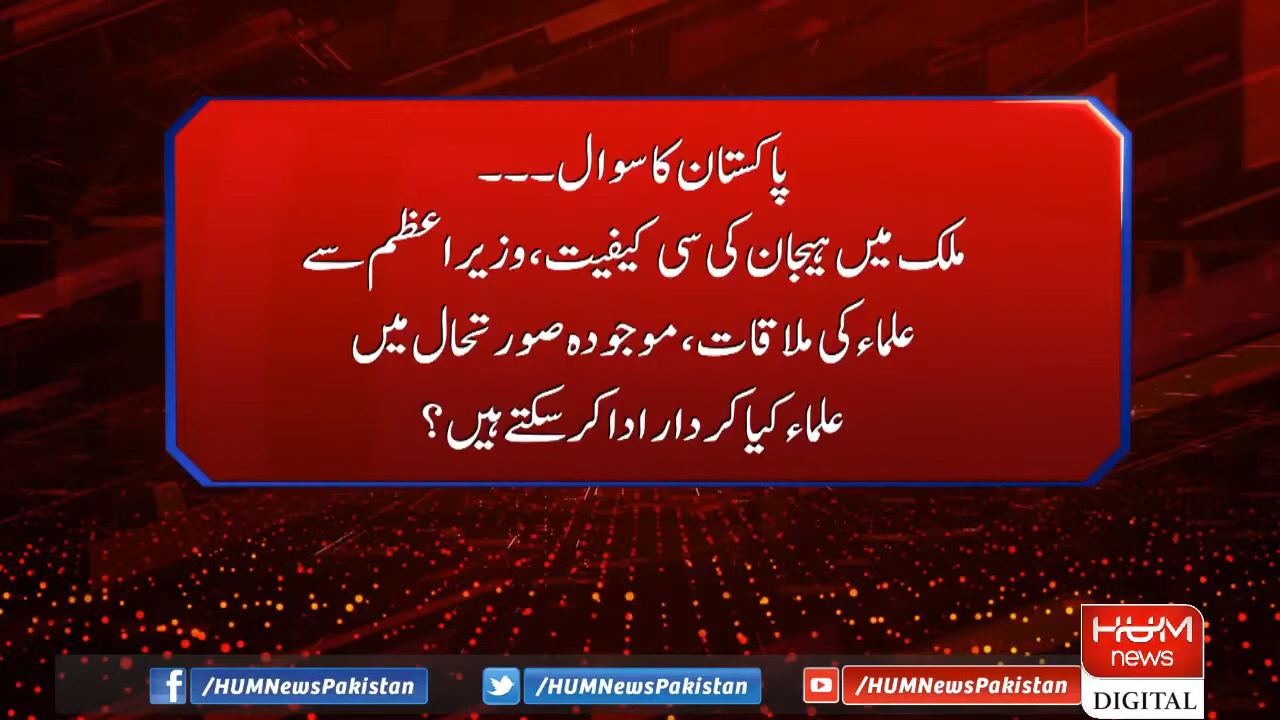 پاکستان کا سوال۔۔۔
ملک میں ہیجان کی سی کیفیت، وزیراعظم سے
علماء کی ملاقات، موجودہ صورتحال میں
علماء کیا کردار ادا کرسکتے ہیں؟
HUM
news
DIGITAL
/HUMNewsPakistan /HUMNewsPakistan /HUMNewsPakistan